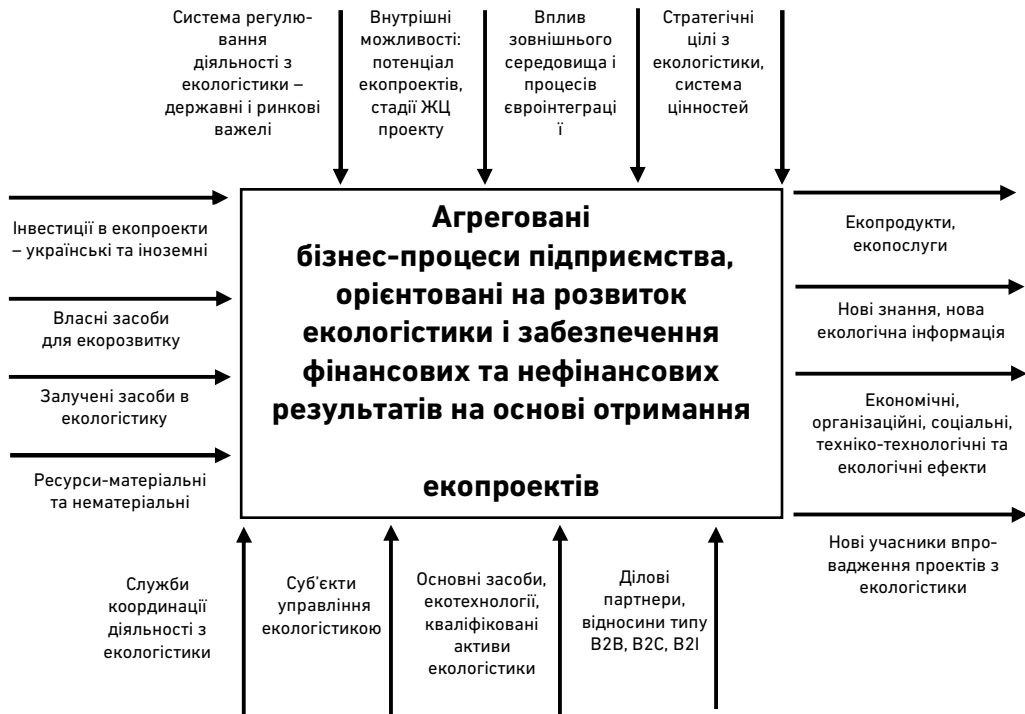 Система регулю-
вання
діяльності з
екологістики –
державні і ринкові
важелі
Внутрішні
можливості:
потенціал
екопроектів,
стадії ЖЦ
проекту
Вплив
зовнішнього
середовища і
процесів
євроінтеграці
ї
Стратегічні
цілі з
екологістики,
система
цінностей
Інвестиції в екопроекти
– українські та іноземні
Власні засоби
для екорозвитку
Залучені засоби в
екологістику
Ресурси-матеріальні
та нематеріальні
Агреговані
бізнес-процеси підприємства,
орієнтовані на розвиток
екологістики і забезпечення
фінансових та нефінансових
результатів на основі отримання
екопроектів
Екопродукти,
екопослуги
Нові знання, нова
екологічна інформація
Економічні,
організаційні, соціальні,
техніко-технологічні та
екологічні ефекти
Нові учасники впро-
вадження проектів з
екологістики
Служби
координації
діяльності з
екологістики
Суб’єкти
управління
екологістикою
Основні засоби,
екотехнології,
кваліфіковані
активи
екологістики
Ділові
партнери,
відносини типу
B2B, B2C, B2I